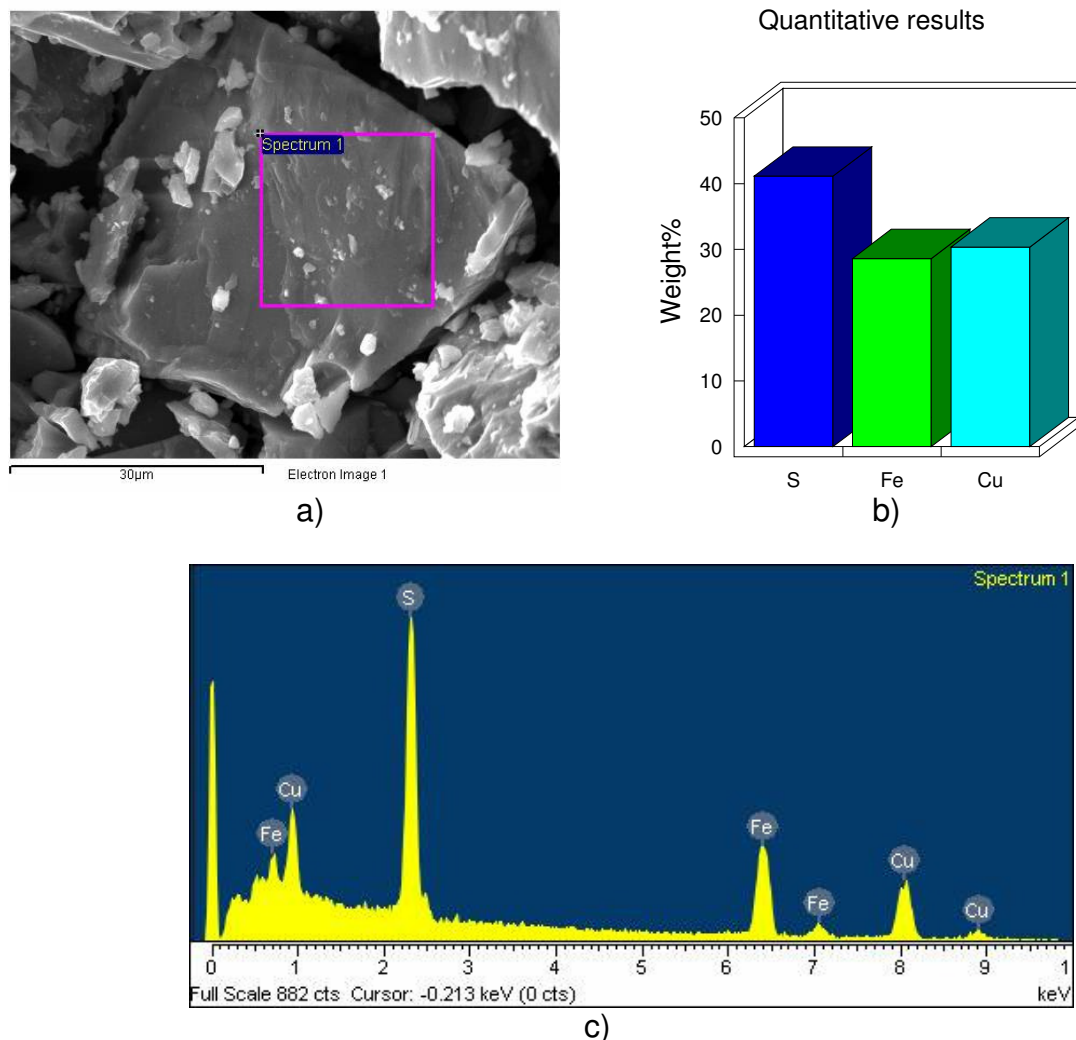 Spectrum 1
30µm
Electron Image 1
a)
Quantitative results
Weight%
50
40
30
20
10
0
S
Fe
Cu
b)
Spectrum 1
S
Cu
Fe
Fe
Cu
Fe
Cu
0 1 2 3 4 5 6 7 8 9 1
Full Scale 882 cts Cursor: -0.213 keV (0 cts)
keV
c)